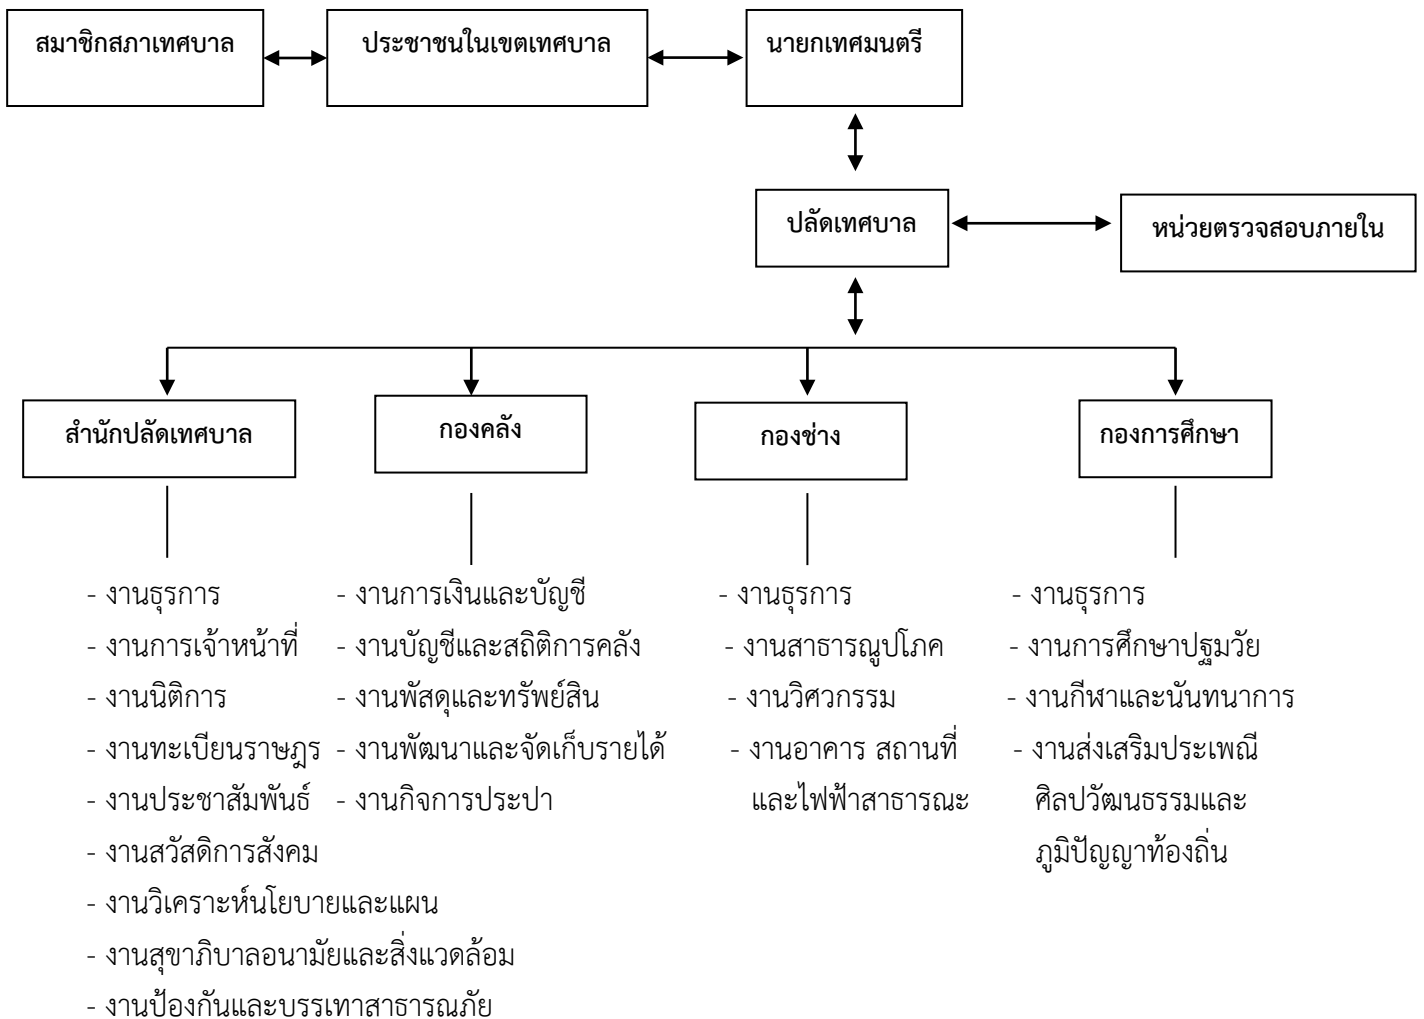 สมาชิกสภาเทศบาล
ประชาชนในเขตเทศบาล
นายกเทศมนตรี
ปลัดเทศบาล
หน่วยตรวจสอบภายใน
สำนักปลัดเทศบาล
กองคลัง
กองช่าง
กองการศึกษา
- งานธุรการ
- งานการเจ้าหน้าที่
- งานนิติการ
- งานทะเบียนราษฎร
- งานประชาสัมพันธ์
- งานสวัสดิการสังคม
- งานวิเคราะห์นโยบายและแผน
- งานสุขาภิบาลอนามัยและสิ่งแวดล้อม
- งานป้องกันและบรรเทาสาธารณภัย
- งานการเงินและบัญชี
- งานบัญชีและสถิติการคลัง
- งานพัสดุและทรัพย์สิน
- งานพัฒนาและจัดเก็บรายได้
- งานกิจการประปา
- งานธุรการ
- งานสาธารณูปโภค
- งานวิศวกรรม
- งานอาคาร สถานที่
และไฟฟ้าสาธารณะ
- งานธุรการ
- งานการศึกษาปฐมวัย
- งานกีฬาและนันทนาการ
- งานส่งเสริมประเพณี
ศิลปวัฒนธรรมและ
ภูมิปัญญาท้องถิ่น